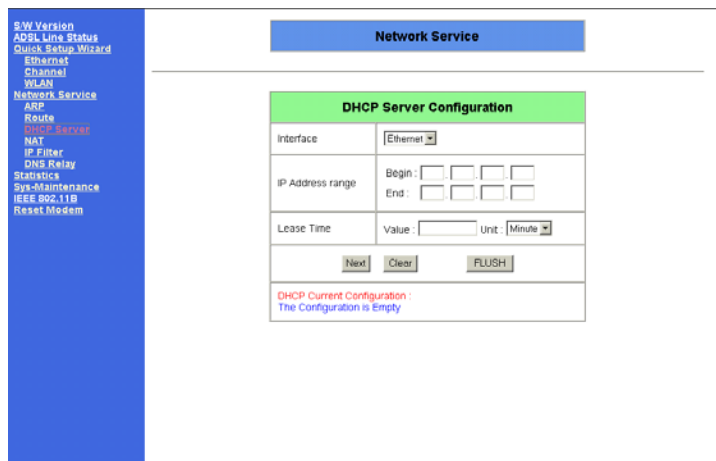 S/W Version
ADSL Line Status
Quick Setup Wizard
Ethernet
Channel
WLAN
Network Service
ARP
Route
DHCP Server
NAT
IP Filter
DNS Relay
Statistics
Sys-Maintenance
IEEE 802.11B
Reset Modem
Network Service
DHCP Server Configuration
Interface Ethernet
IP Address range Begin : . . .
End : . . .
Lease Time Value : Unit : Minute
Next Clear FLUSH
DHCP Current Configuration :
The Configuration is Empty